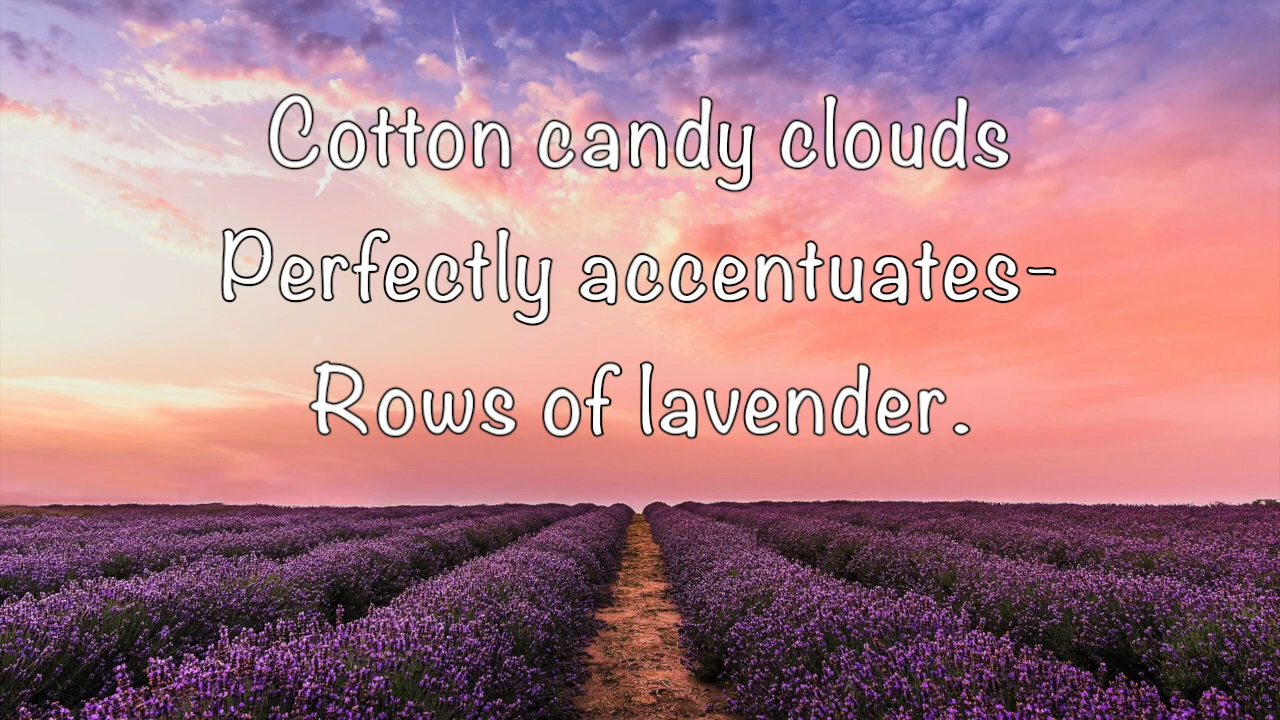 Cotton candy clouds
Perfectly accentuates-
Rows of lavender.